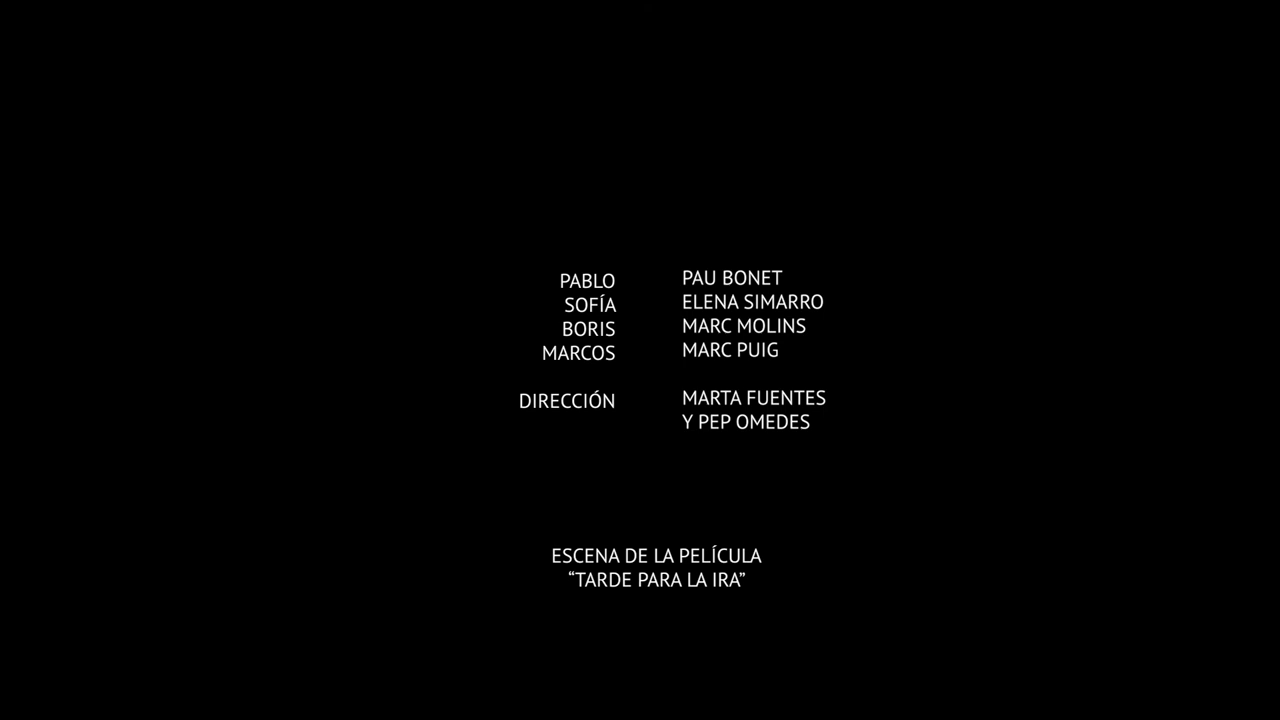 PABLO PAU BONET
SOFÍA ELENA SIMARRO
BORIS MARC MOLINS
MARCOS MARC PUIG
DIRECCIÓN MARTA FUENTES
Y PEP OMEDES
ESCENA DE LA PELÍCULA
“TARDE PARA LA IRA”